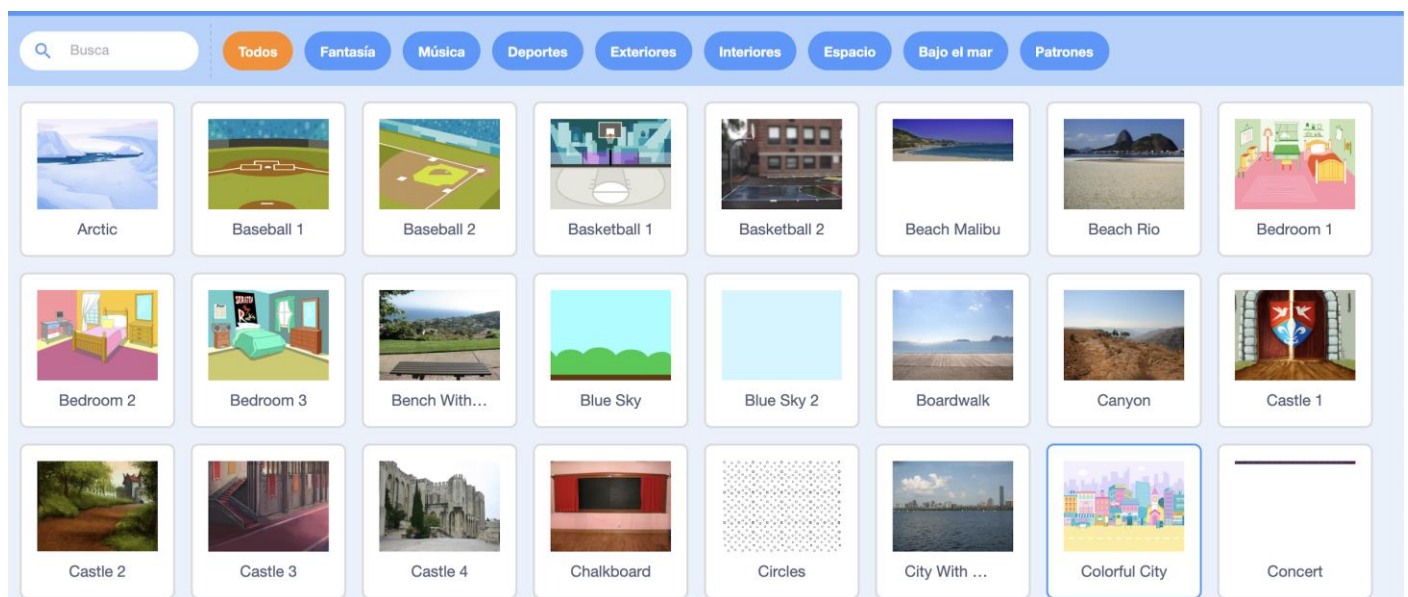 Busca
Todos
Fantasía
Música
Deportes
Exteriores
Interiores
Espacio
Bajo el mar
Patrones
Arctic
Baseball 1
Baseball 2
Basketball 1
Basketball 2
Beach Malibu
Beach Rio
Bedroom 1
Bedroom 2
Bedroom 3
Bench With...
Blue Sky
Blue Sky 2
Boardwalk
Canyon
Castle 1
Castle 2
Castle 3
Castle 4
Chalkboard
Circles
City With ...
Colorful City
Concert